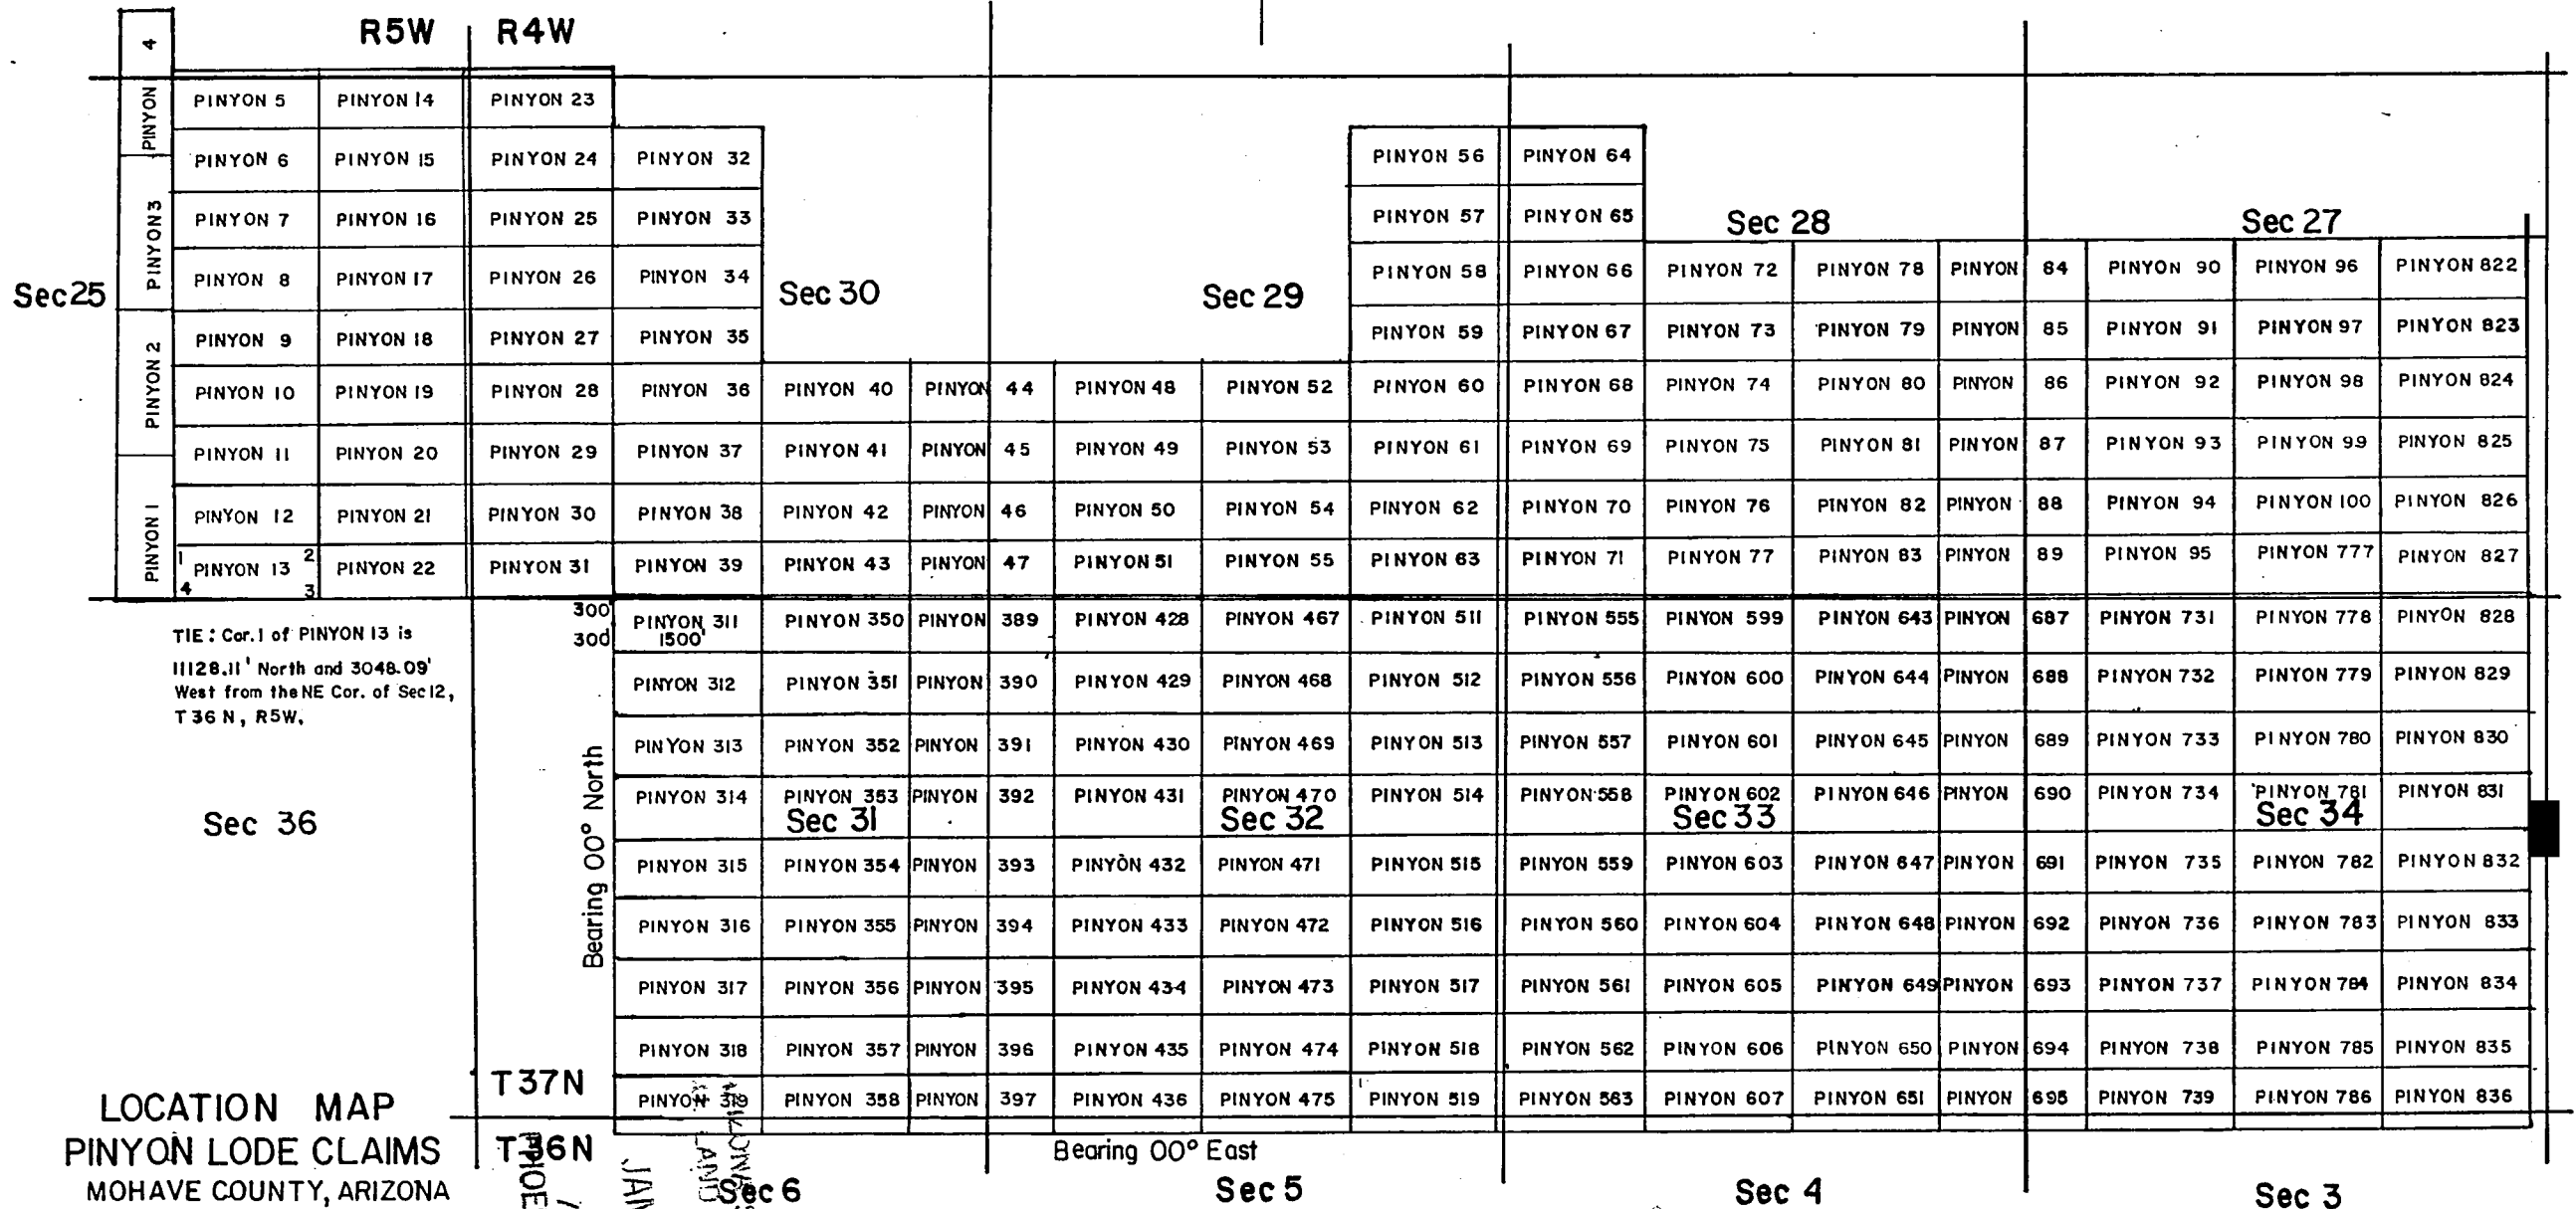 R5W R4W
4
PINYON
PINYON 3
PINYON 2
PINYON 1
PINYON 5 PINYON 14 PINYON 23
PINYON 6 PINYON 15 PINYON 24 PINYON 32 PINYON 56 PINYON 64
PINYON 7 PINYON 16 PINYON 25 PINYON 33 PINYON 57 PINYON 65 Sec 28 Sec 27
Sec 25 PINYON 8 PINYON 17 PINYON 26 PINYON 34 Sec 30 Sec 29 PINYON 58 PINYON 66 PINYON 72 PINYON 78 PINYON 84 PINYON 90 PINYON 96 PINYON 822
PINYON 9 PINYON 18 PINYON 27 PINYON 35 PINYON 59 PINYON 67 PINYON 73 PINYON 79 PINYON 85 PINYON 91 PINYON 97 PINYON 823
PINYON 10 PINYON 19 PINYON 28 PINYON 36 PINYON 40 PINYON 44 PINYON 48 PINYON 52 PINYON 60 PINYON 68 PINYON 74 PINYON 80 PINYON 86 PINYON 92 PINYON 98 PINYON 824
PINYON 11 PINYON 20 PINYON 29 PINYON 37 PINYON 41 PINYON 45 PINYON 49 PINYON 53 PINYON 61 PINYON 69 PINYON 75 PINYON 81 PINYON 87 PINYON 93 PINYON 99 PINYON 825
PINYON 12 PINYON 21 PINYON 30 PINYON 38 PINYON 42 PINYON 46 PINYON 50 PINYON 54 PINYON 62 PINYON 70 PINYON 76 PINYON 82 PINYON 88 PINYON 94 PINYON 100 PINYON 826
1 PINYON 13 2 PINYON 22 PINYON 31 PINYON 39 PINYON 43 PINYON 47 PINYON 51 PINYON 55 PINYON 63 PINYON 71 PINYON 77 PINYON 83 PINYON 89 PINYON 95 PINYON 777 PINYON 827
4 3
300' PINYON 311 PINYON 350 PINYON 389 PINYON 428 PINYON 467 PINYON 511 PINYON 555 PINYON 599 PINYON 643 PINYON 687 PINYON 731 PINYON 778 PINYON 828
300' 1500'
TIE: Cor. 1 of PINYON 13 is
11128.11' North and 3048.09'
West from the NE Cor. of Sec 12,
T 36 N, R5W.
PINYON 312 PINYON 351 PINYON 390 PINYON 429 PINYON 468 PINYON 512 PINYON 556 PINYON 600 PINYON 644 PINYON 688 PINYON 732 PINYON 779 PINYON 829
PINYON 313 PINYON 352 PINYON 391 PINYON 430 PINYON 469 PINYON 513 PINYON 557 PINYON 601 PINYON 645 PINYON 689 PINYON 733 PINYON 780 PINYON 830
PINYON 314 PINYON 353 PINYON 392 PINYON 431 PINYON 470 PINYON 514 PINYON 558 PINYON 602 PINYON 646 PINYON 690 PINYON 734 PINYON 781 PINYON 831
Sec 36 Sec 31 Sec 32 Sec 33 Sec 34
Bearing 00° North
PINYON 315 PINYON 354 PINYON 393 PINYON 432 PINYON 471 PINYON 515 PINYON 559 PINYON 603 PINYON 647 PINYON 691 PINYON 735 PINYON 782 PINYON 832
PINYON 316 PINYON 355 PINYON 394 PINYON 433 PINYON 472 PINYON 516 PINYON 560 PINYON 604 PINYON 648 PINYON 692 PINYON 736 PINYON 783 PINYON 833
PINYON 317 PINYON 356 PINYON 395 PINYON 434 PINYON 473 PINYON 517 PINYON 561 PINYON 605 PINYON 649 PINYON 693 PINYON 737 PINYON 784 PINYON 834
PINYON 318 PINYON 357 PINYON 396 PINYON 435 PINYON 474 PINYON 518 PINYON 562 PINYON 606 PINYON 650 PINYON 694 PINYON 738 PINYON 785 PINYON 835
T37N
PINYON 319 PINYON 358 PINYON 397 PINYON 436 PINYON 475 PINYON 519 PINYON 563 PINYON 607 PINYON 651 PINYON 695 PINYON 739 PINYON 786 PINYON 836
T36N
Bearing 00° East
Sec 6 Sec 5 Sec 4 Sec 3
LOCATION MAP
PINYON LODE CLAIMS
MOHAVE COUNTY, ARIZONA
LAND
JAN